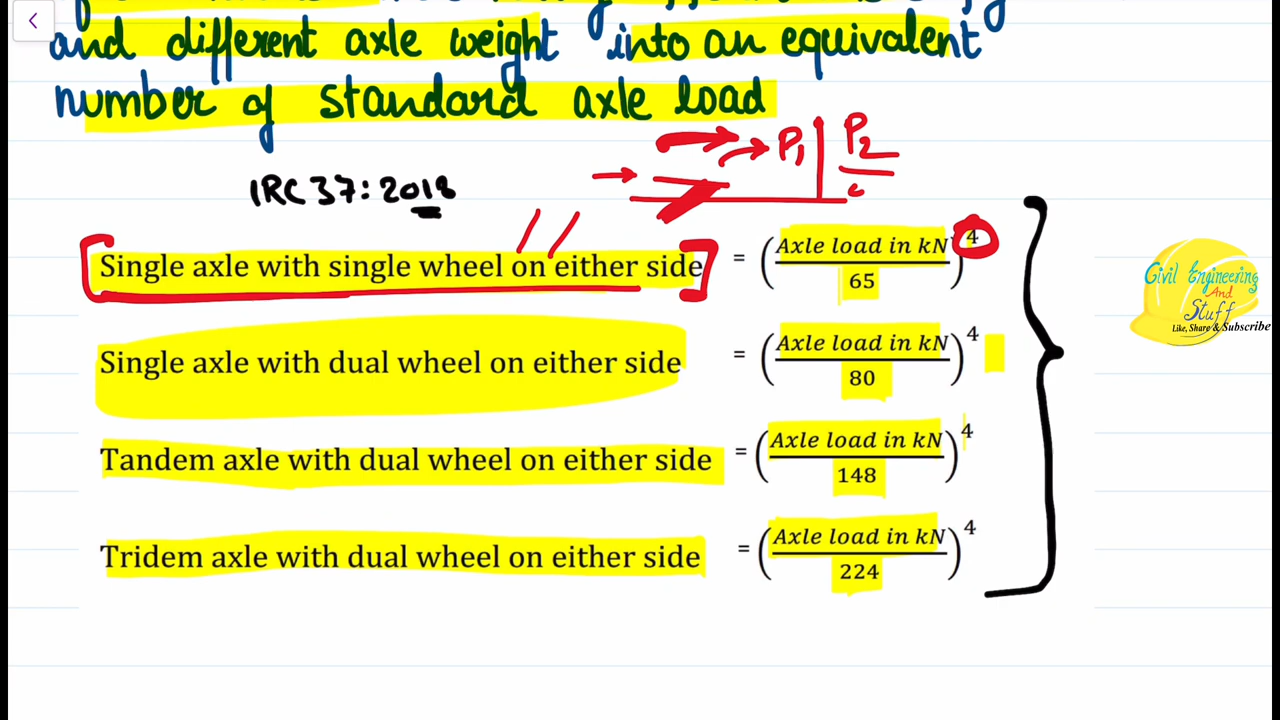 and different axle weight into an equivalent
number of standard axle load
P₁ P₂
IRC 37: 2018
Single axle with single wheel on either side = (Axle load in kN / 65)^4
Single axle with dual wheel on either side = (Axle load in kN / 80)^4
Tandem axle with dual wheel on either side = (Axle load in kN / 148)^4
Tridem axle with dual wheel on either side = (Axle load in kN / 224)^4
Civil Engineering
And
Stuff
Like, Share & Subscribe